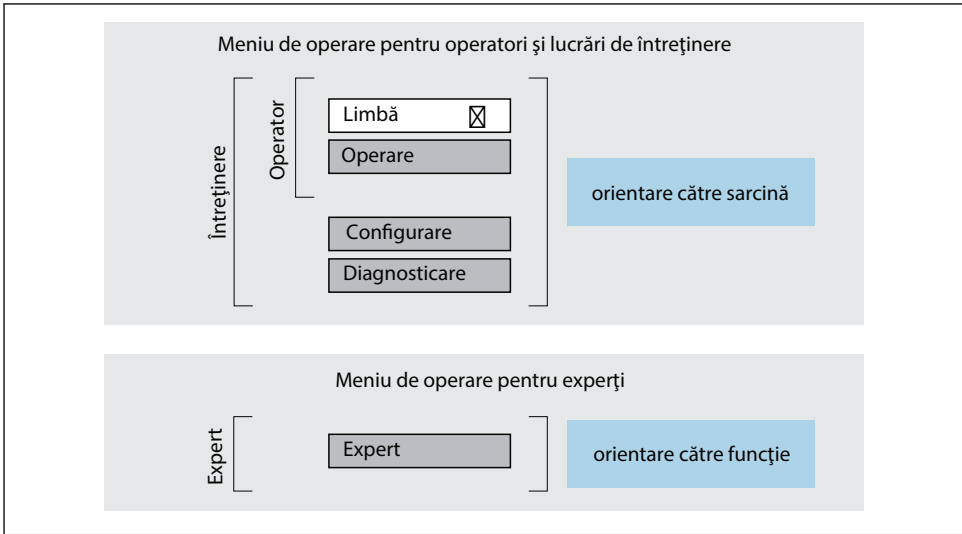 Meniu de operare pentru operatori şi lucrări de întreţinere
Întreţinere
Operator
Limbă
Operare
Configurare
Diagnosticare
orientare către sarcină
Meniu de operare pentru experţi
Expert
Expert
orientare către funcţie